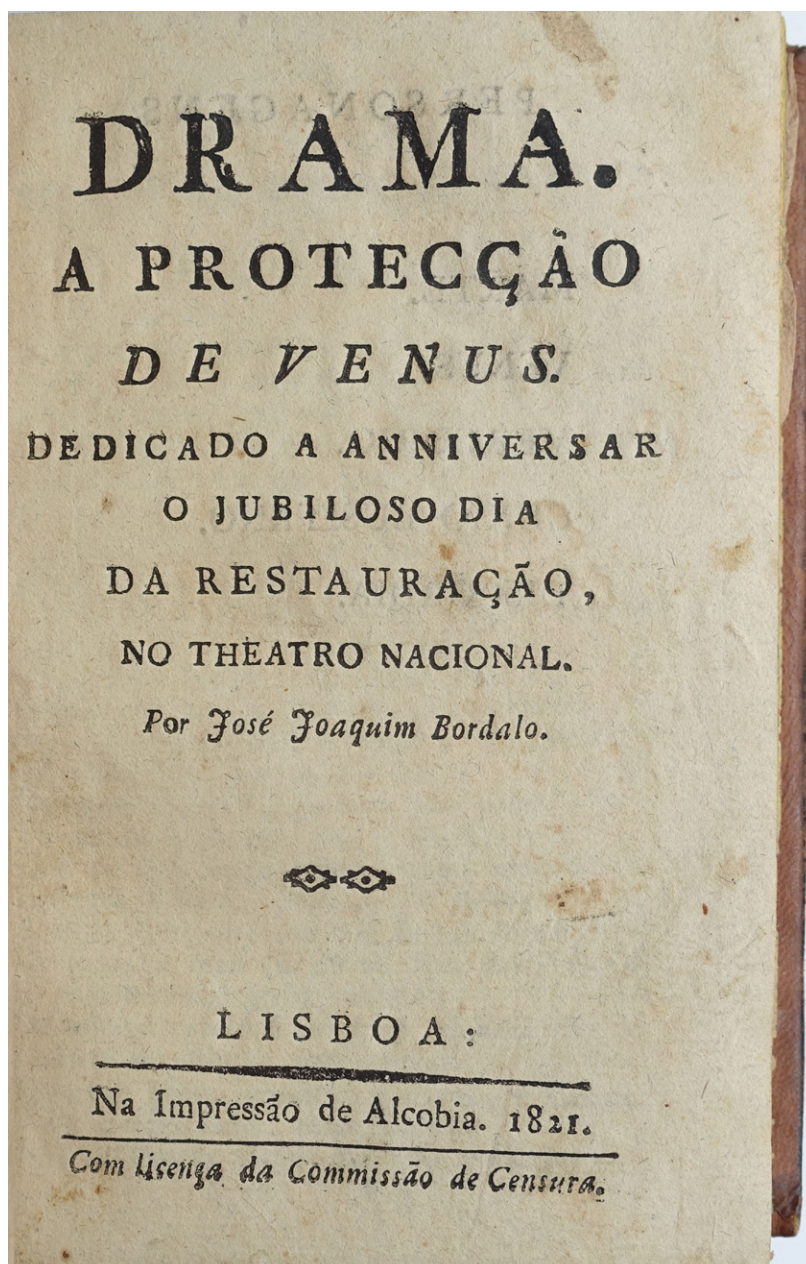 DRAMA.
A PROTECÇÃO
DE VENUS.
DEDICADO A ANNIVERSAR
O JUBILOSO DIA
DA RESTAURAÇÃO,
NO THEATRO NACIONAL.
Por José Joaquim Bordalo.
LISBOA:
Na Impressão de Alcobia. 1821.
Com licença da Commissão de Censura.